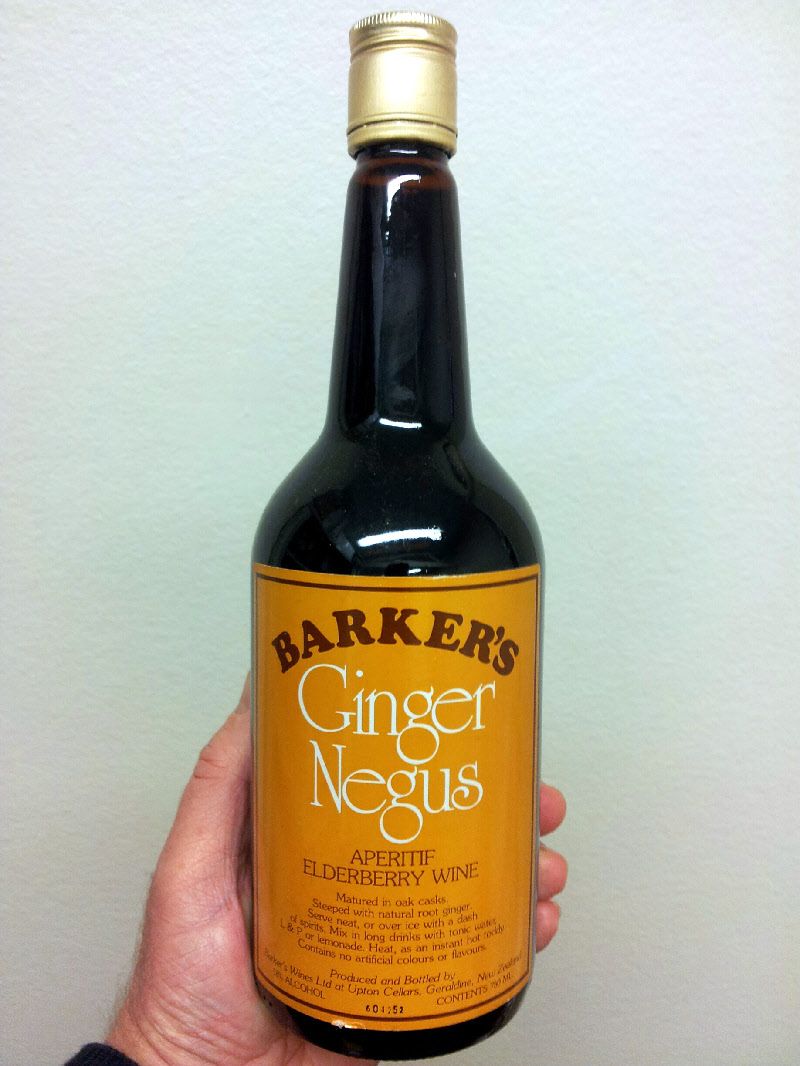 BARKER'S
Ginger
Negus
APERITIF
ELDERBERRY WINE
Matured in oak casks.
Steeped with natural root ginger.
Serve neat, or over ice with a dash
of spirits. Mix in long drinks with tonic water,
L & P or lemonade. Heat, as an instant hot toddy.
Contains no artificial colours or flavours.
Produced and Bottled by
Barker's Wines Ltd at Upton Cellars, Geraldine, New Zealand
ALCOHOL
CONTENTS 750 ML